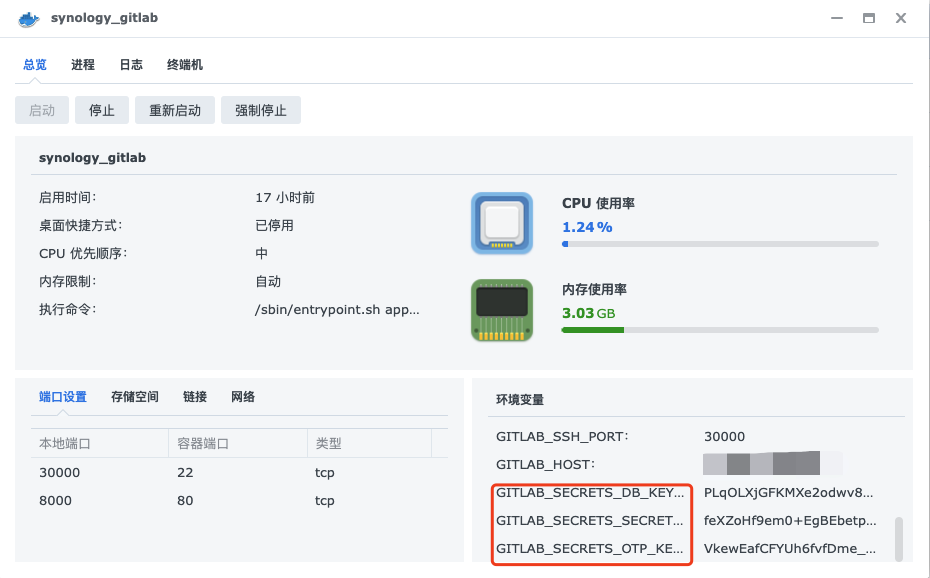 synology_gitlab
总览 进程 日志 终端机
启动 停止 重新启动 强制停止
synology_gitlab
启用时间: 17 小时前
桌面快捷方式: 已停用
CPU 优先顺序: 中
内存限制: 自动
执行命令: /sbin/entrypoint.sh app...
CPU 使用率
1.24%
内存使用率
3.03 GB
端口设置 存储空间 链接 网络
本地端口 容器端口 类型
30000 22 tcp
8000 80 tcp
环境变量
GITLAB_SSH_PORT: 30000
GITLAB_HOST:
GITLAB_SECRETS_DB_KEY... PLqOLXjGFKMXe2odwv8...
GITLAB_SECRETS_SECRET... feXZoHf9em0+EgBEbetp...
GITLAB_SECRETS_OTP_KE... VkewEafCFYUh6fvfDme_...